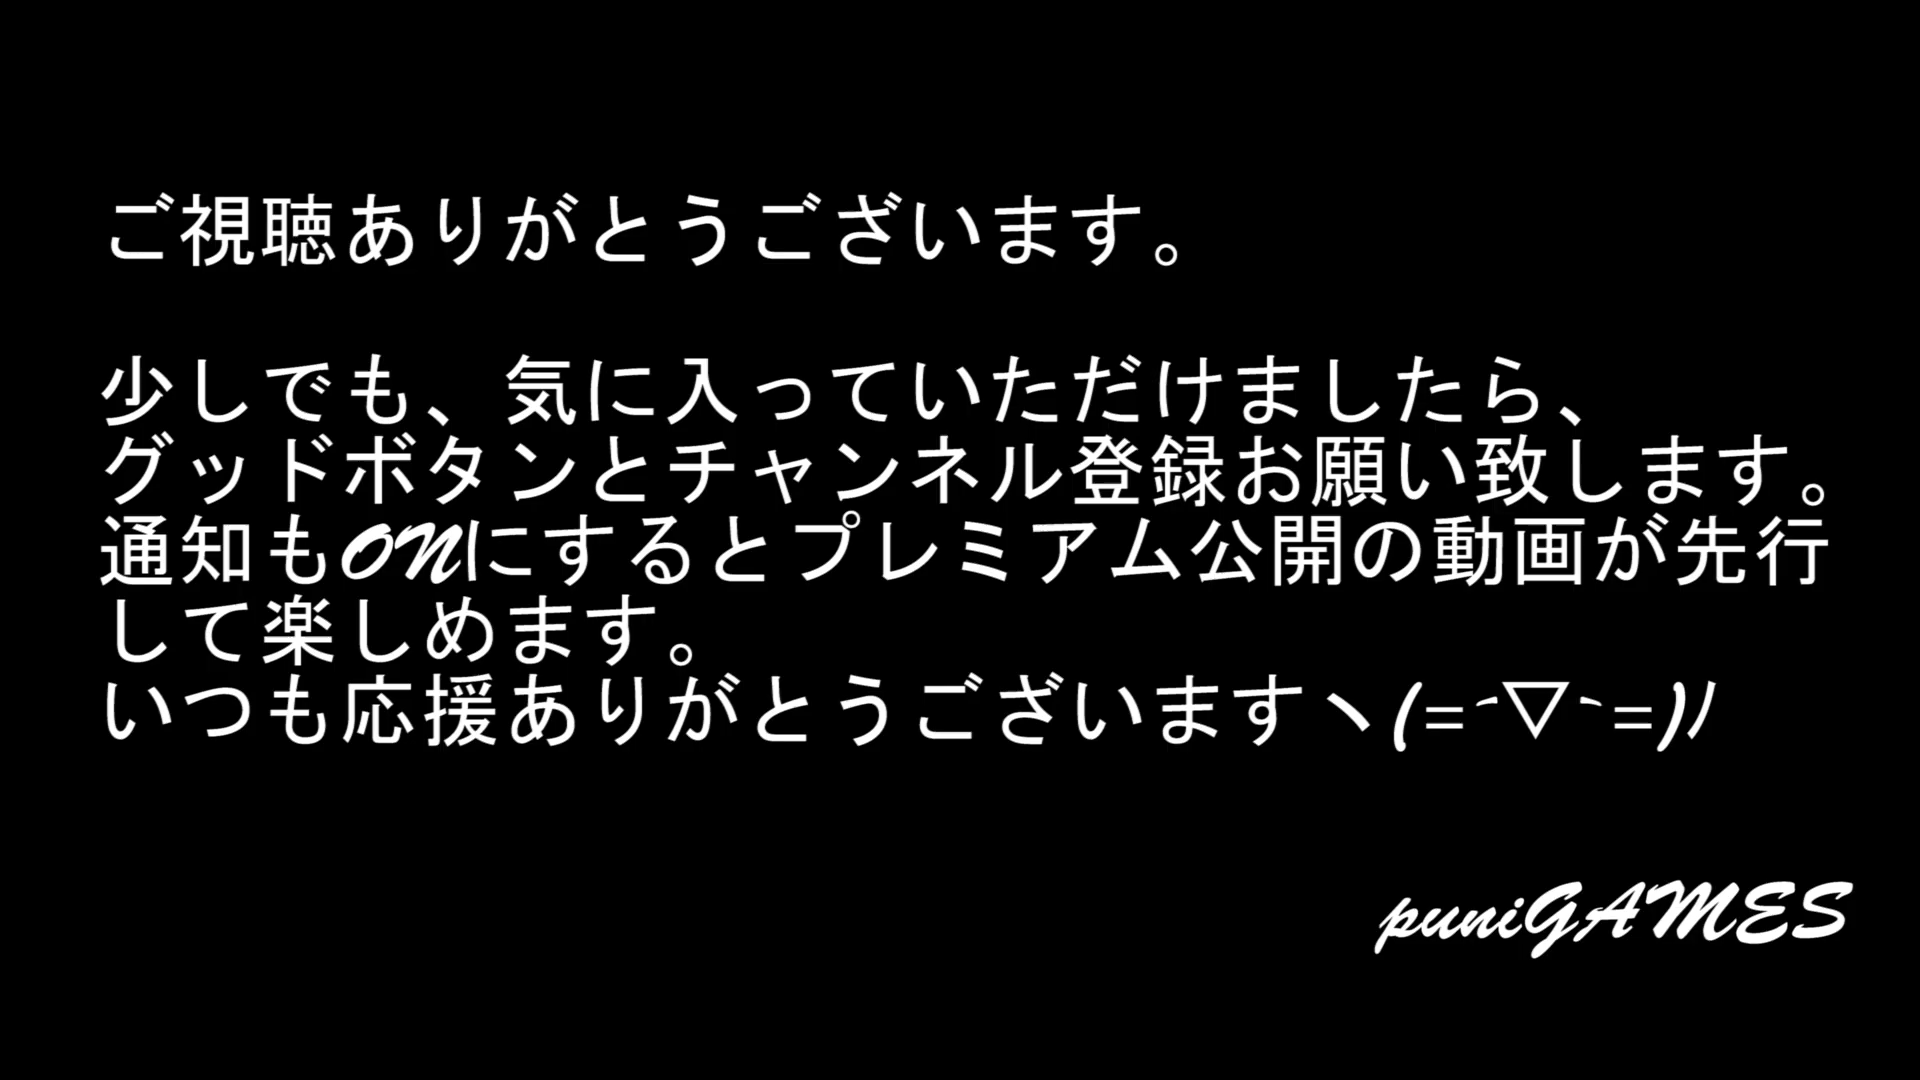 ご視聴ありがとうございます。
少しでも、気に入っていただけましたら、
グッドボタンとチャンネル登録お願い致します。
通知もONにするとプレミアム公開の動画が先行
して楽しめます。
いつも応援ありがとうございますヽ(=´▽`=)ﾉ
puniGAMES